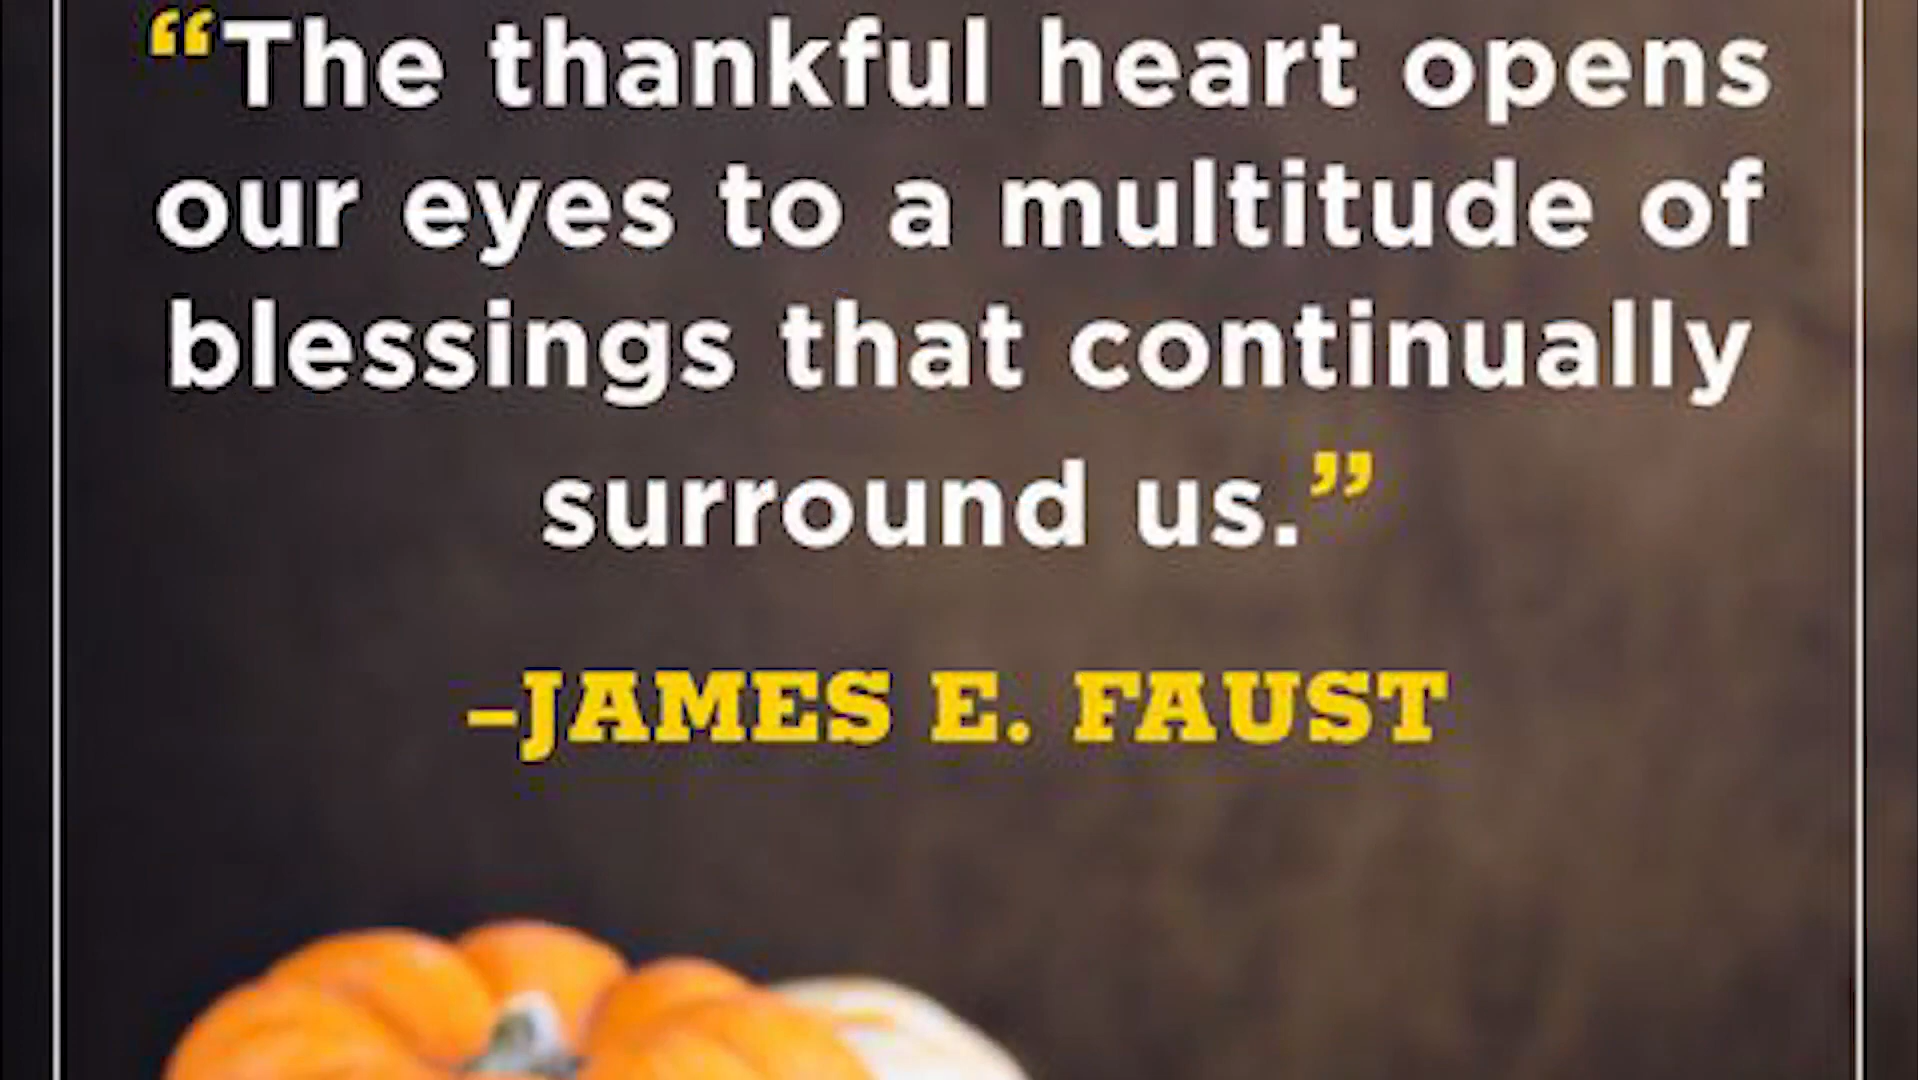 “The thankful heart opens
our eyes to a multitude of
blessings that continually
surround us.”
–JAMES E. FAUST